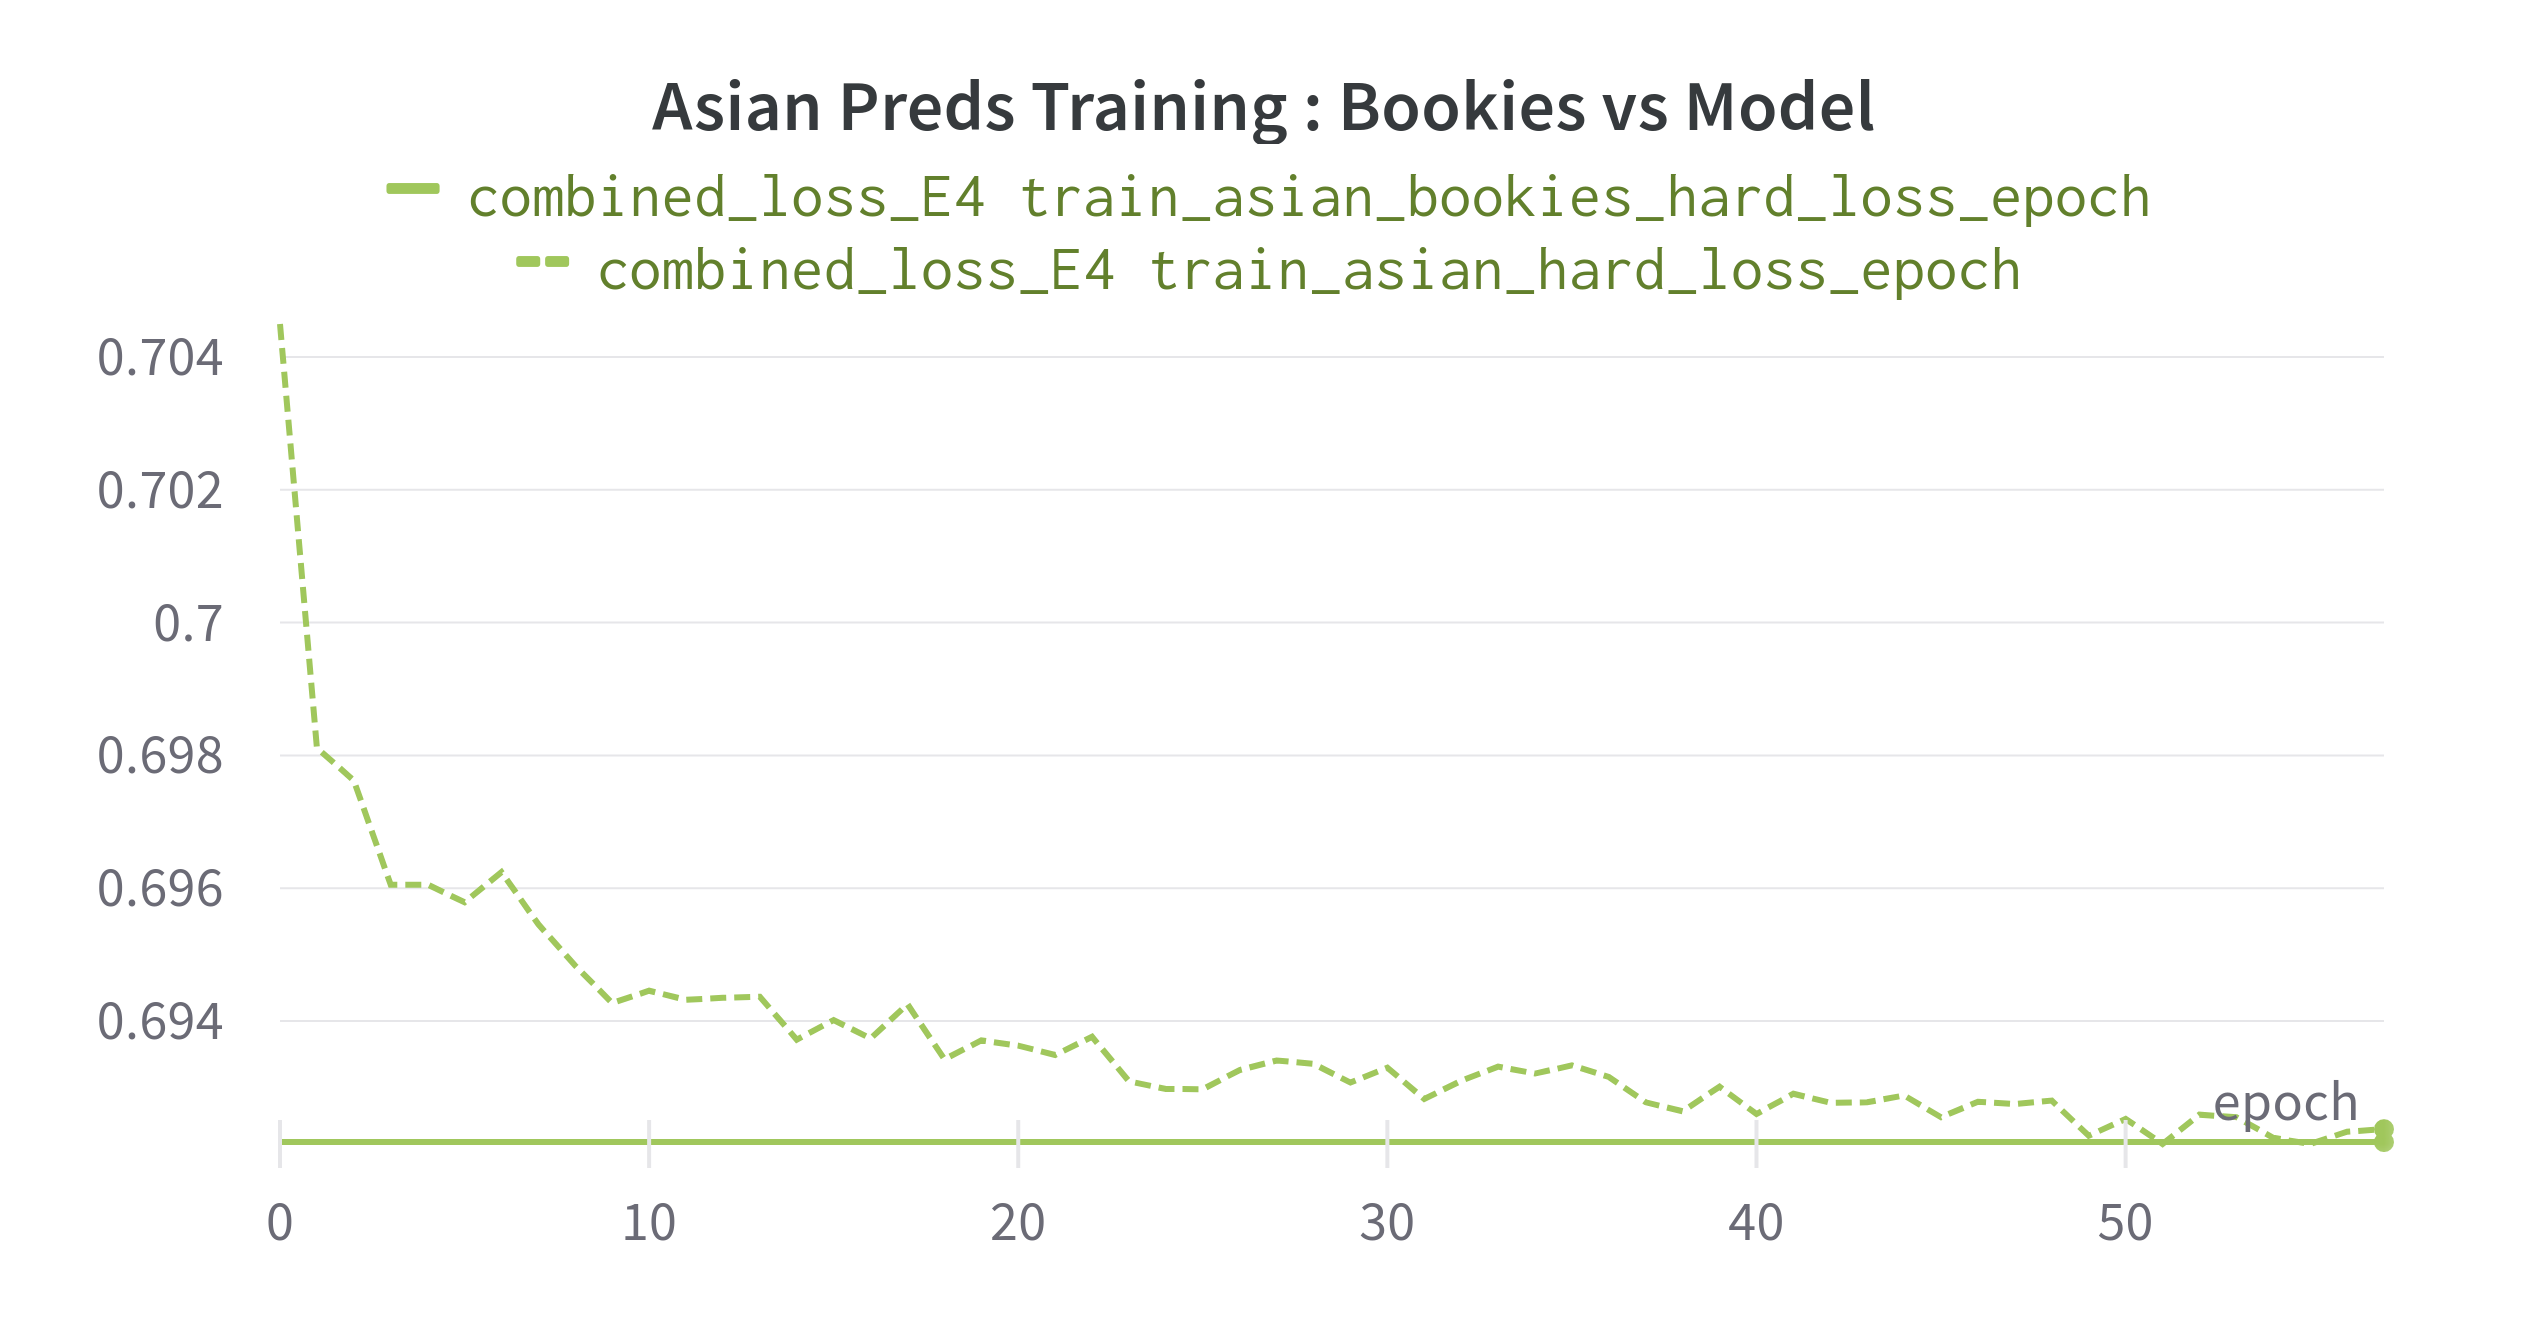 Asian Preds Training : Bookies vs Model
combined_loss_E4 train_asian_bookies_hard_loss_epoch
combined_loss_E4 train_asian_hard_loss_epoch
0.704
0.702
0.7
0.698
0.696
0.694
epoch
0 10 20 30 40 50